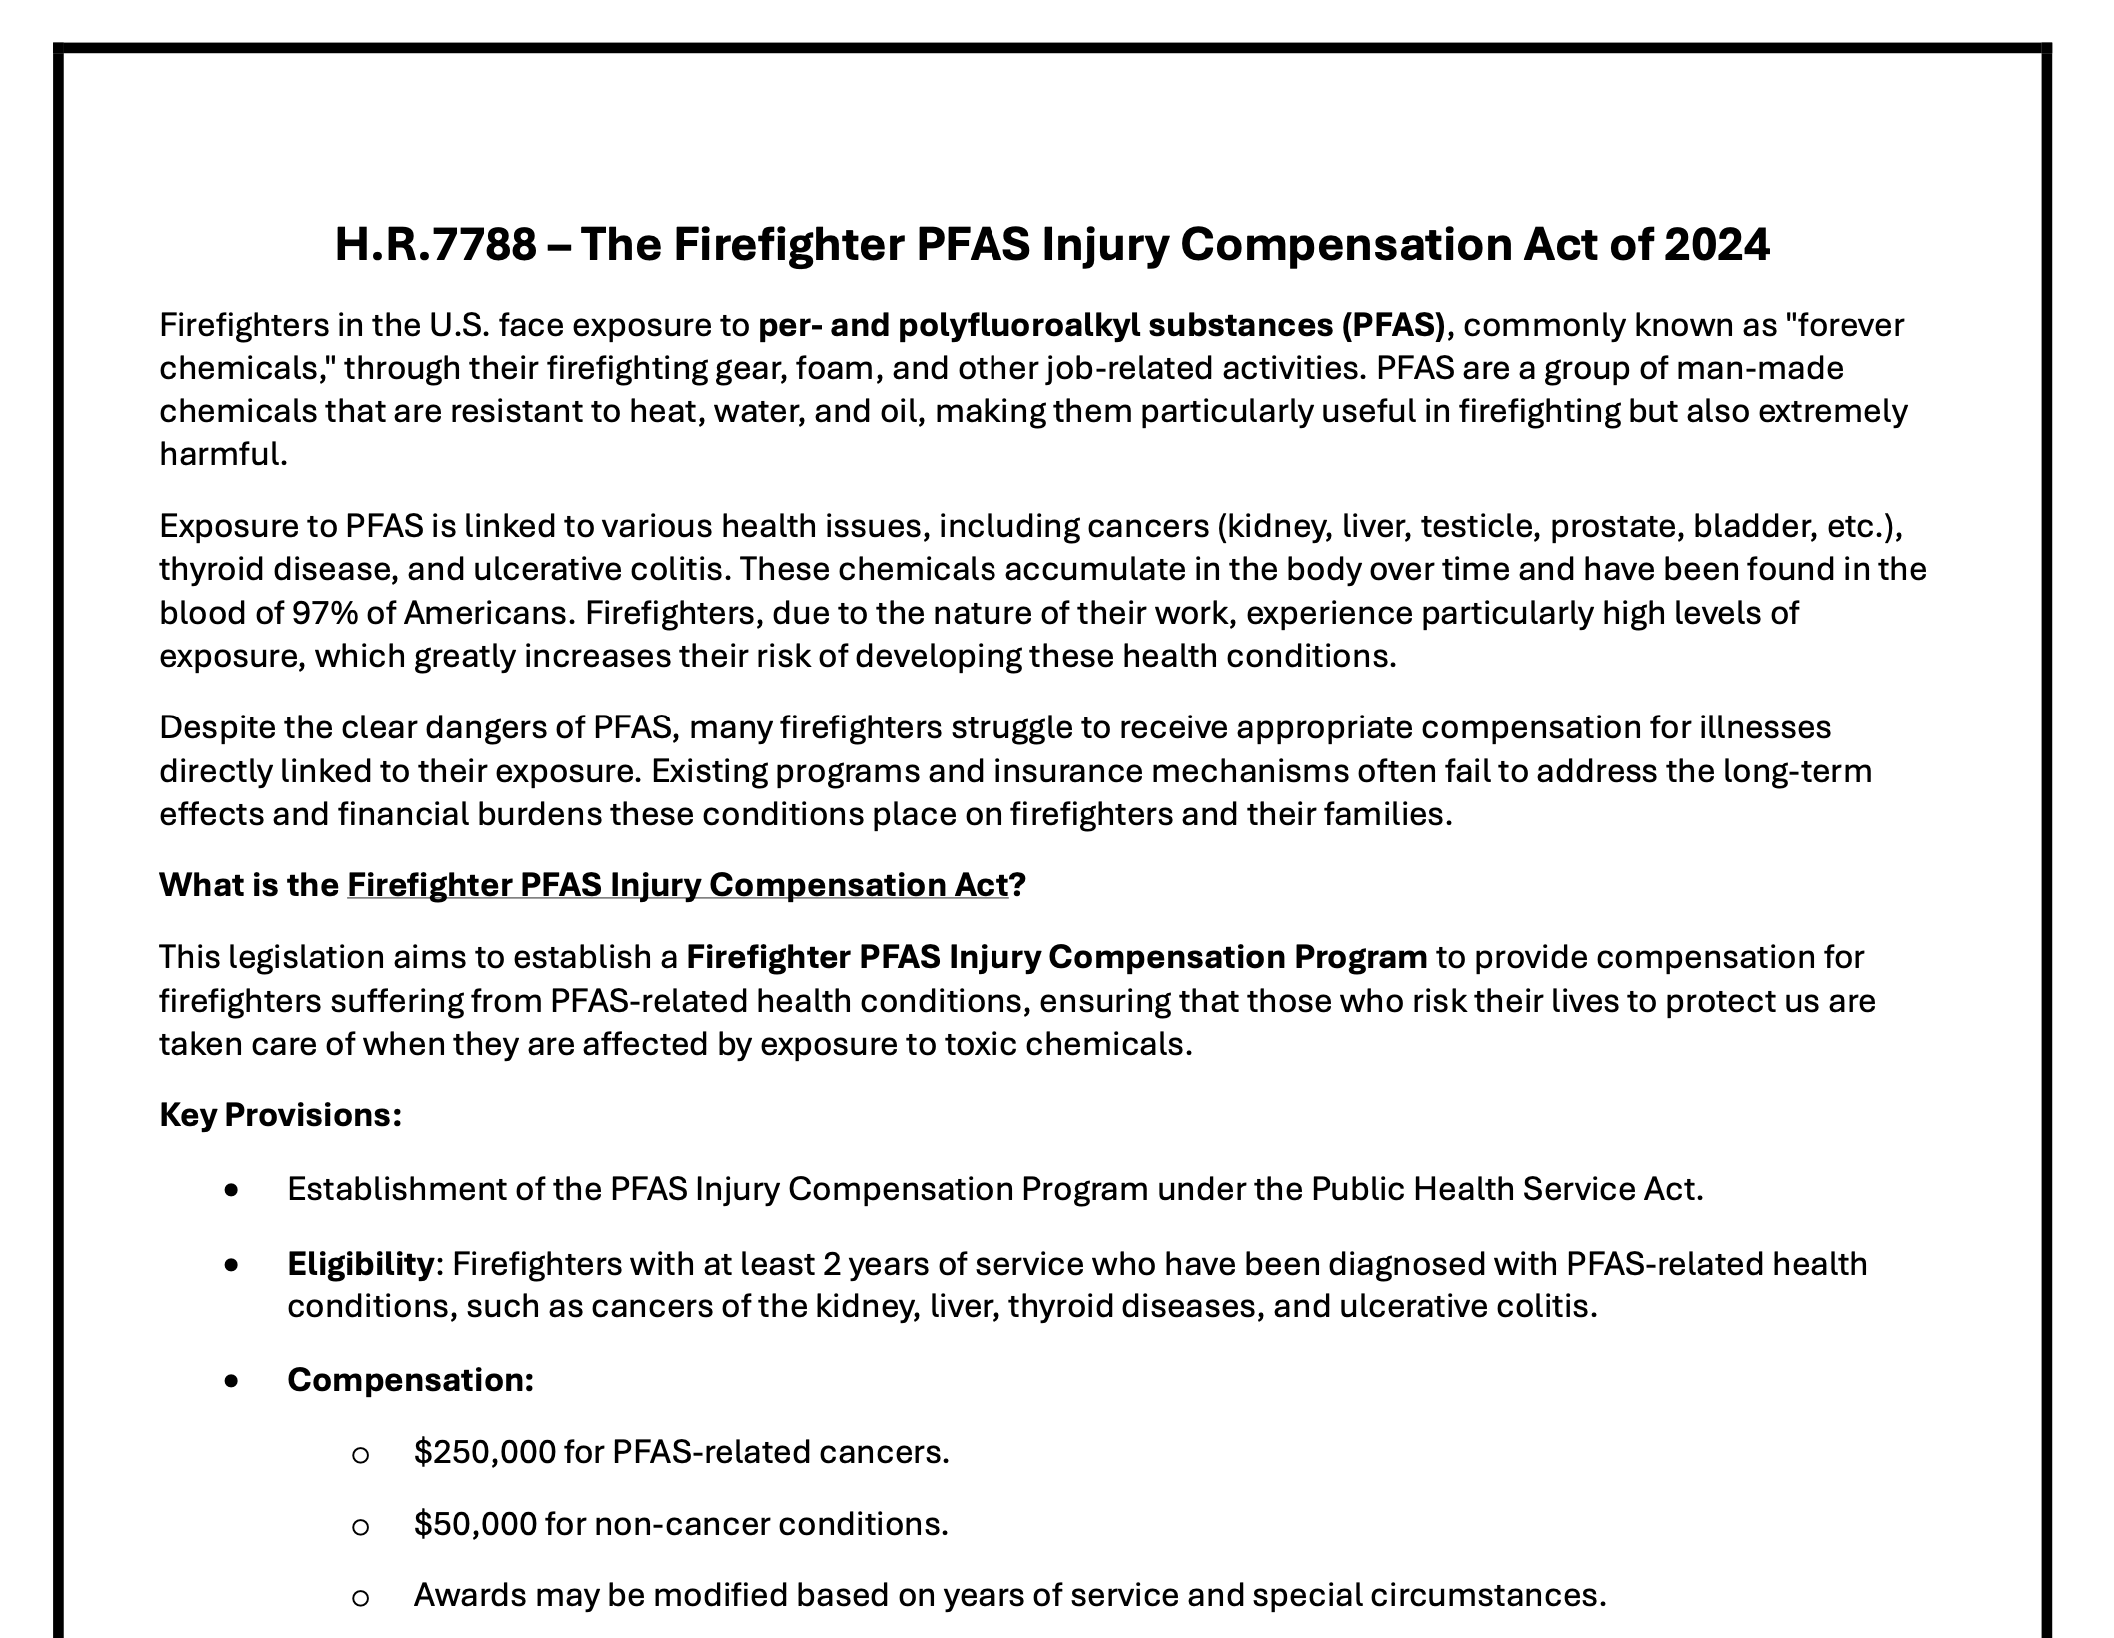 H.R.7788 – The Firefighter PFAS Injury Compensation Act of 2024
Firefighters in the U.S. face exposure to per- and polyfluoroalkyl substances (PFAS), commonly known as "forever
chemicals," through their firefighting gear, foam, and other job-related activities. PFAS are a group of man-made
chemicals that are resistant to heat, water, and oil, making them particularly useful in firefighting but also extremely
harmful.
Exposure to PFAS is linked to various health issues, including cancers (kidney, liver, testicle, prostate, bladder, etc.),
thyroid disease, and ulcerative colitis. These chemicals accumulate in the body over time and have been found in the
blood of 97% of Americans. Firefighters, due to the nature of their work, experience particularly high levels of
exposure, which greatly increases their risk of developing these health conditions.
Despite the clear dangers of PFAS, many firefighters struggle to receive appropriate compensation for illnesses
directly linked to their exposure. Existing programs and insurance mechanisms often fail to address the long-term
effects and financial burdens these conditions place on firefighters and their families.
What is the Firefighter PFAS Injury Compensation Act?
This legislation aims to establish a Firefighter PFAS Injury Compensation Program to provide compensation for
firefighters suffering from PFAS-related health conditions, ensuring that those who risk their lives to protect us are
taken care of when they are affected by exposure to toxic chemicals.
Key Provisions:
• Establishment of the PFAS Injury Compensation Program under the Public Health Service Act.
• Eligibility: Firefighters with at least 2 years of service who have been diagnosed with PFAS-related health
conditions, such as cancers of the kidney, liver, thyroid diseases, and ulcerative colitis.
• Compensation:
o $250,000 for PFAS-related cancers.
o $50,000 for non-cancer conditions.
o Awards may be modified based on years of service and special circumstances.